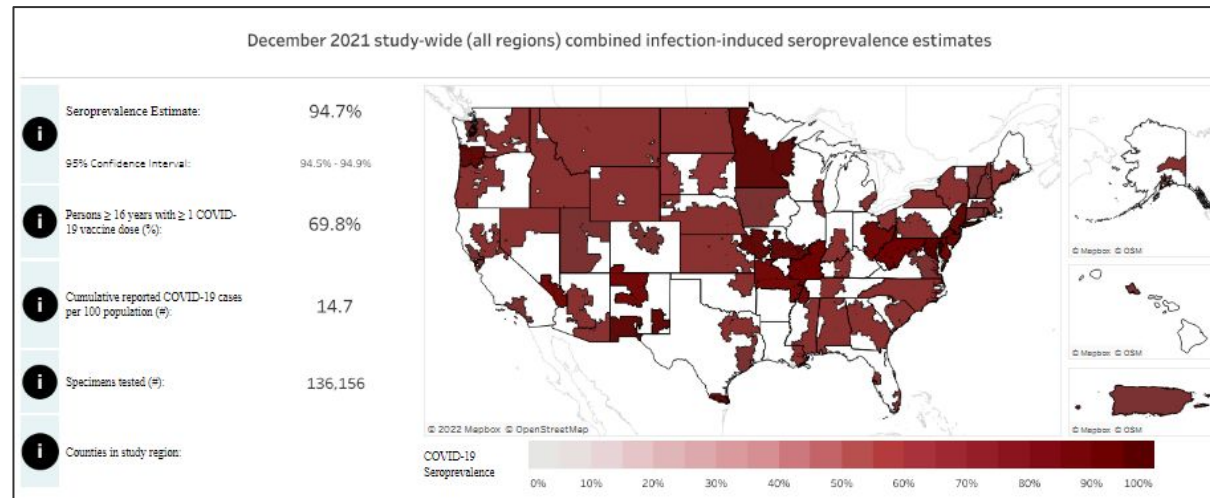 December 2021 study-wide (all regions) combined infection-induced seroprevalence estimates
i
Seroprevalence Estimate:
94.7%
95% Confidence Interval:
94.5% - 94.9%
i
Persons ≥ 16 years with ≥ 1 COVID-
19 vaccine dose (%):
69.8%
i
Cumulative reported COVID-19 cases
per 100 population (#):
14.7
i
Specimens tested (#):
136,156
i
Counties in study region:
© 2022 Mapbox © OpenStreetMap
© Mapbox © OSM
© Mapbox © OSM
© Mapbox © OSM
COVID-19
Seroprevalence
0% 10% 20% 30% 40% 50% 60% 70% 80% 90% 100%